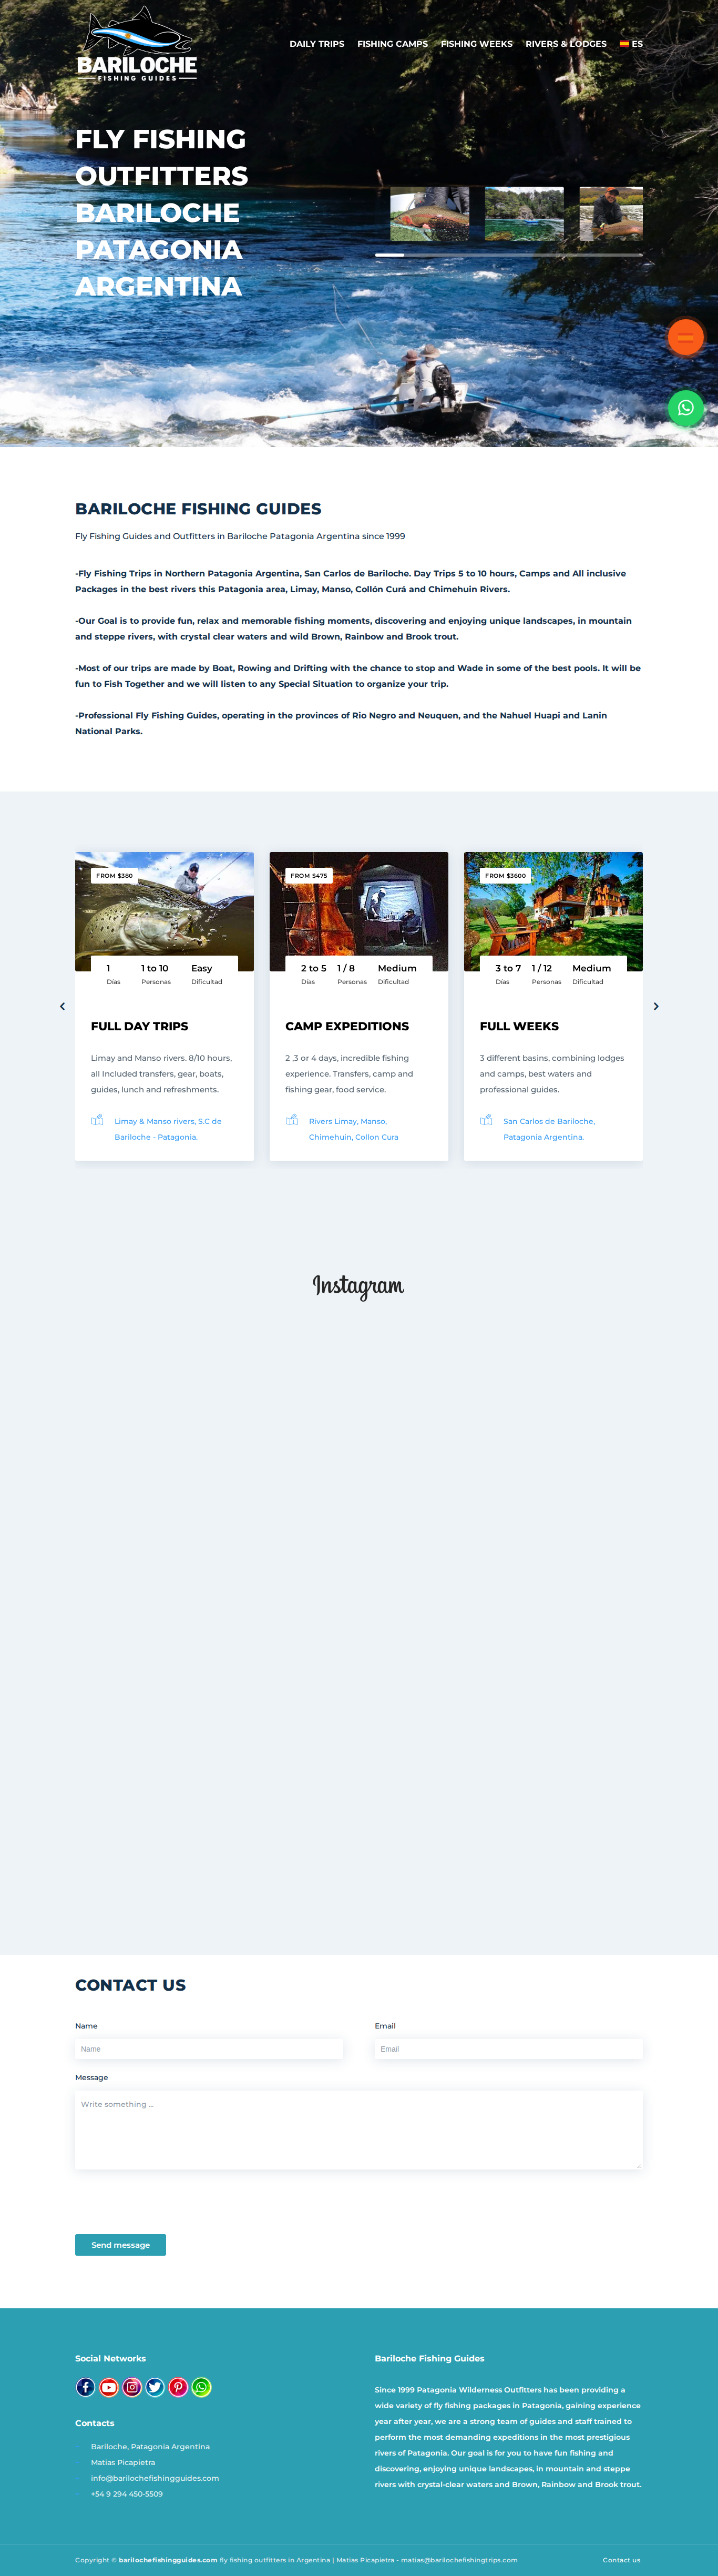 BARILOCHE
FISHING GUIDES
DAILY TRIPS
FISHING CAMPS
FISHING WEEKS
RIVERS & LODGES
ES
FLY FISHING
OUTFITTERS
BARILOCHE
PATAGONIA
ARGENTINA
BARILOCHE FISHING GUIDES
Fly Fishing Guides and Outfitters in Bariloche Patagonia Argentina since 1999
-Fly Fishing Trips in Northern Patagonia Argentina, San Carlos de Bariloche. Day Trips 5 to 10 hours, Camps and All inclusive
Packages in the best rivers this Patagonia area, Limay, Manso, Collón Curá and Chimehuin Rivers.
-Our Goal is to provide fun, relax and memorable fishing moments, discovering and enjoying unique landscapes, in mountain
and steppe rivers, with crystal clear waters and wild Brown, Rainbow and Brook trout.
-Most of our trips are made by Boat, Rowing and Drifting with the chance to stop and Wade in some of the best pools. It will be
fun to Fish Together and we will listen to any Special Situation to organize your trip.
-Professional Fly Fishing Guides, operating in the provinces of Rio Negro and Neuquen, and the Nahuel Huapi and Lanin
National Parks.
FROM $380
1
Días
1 to 10
Personas
Easy
Dificultad
FULL DAY TRIPS
Limay and Manso rivers. 8/10 hours,
all Included transfers, gear, boats,
guides, lunch and refreshments.
Limay & Manso rivers, S.C de
Bariloche - Patagonia.
FROM $475
2 to 5
Días
1 / 8
Personas
Medium
Dificultad
CAMP EXPEDITIONS
2 ,3 or 4 days, incredible fishing
experience. Transfers, camp and
fishing gear, food service.
Rivers Limay, Manso,
Chimehuin, Collon Cura
FROM $3600
3 to 7
Días
1 / 12
Personas
Medium
Dificultad
FULL WEEKS
3 different basins, combining lodges
and camps, best waters and
professional guides.
San Carlos de Bariloche,
Patagonia Argentina.
Instagram
CONTACT US
Name
Email
Name
Email
Message
Write something ...
Send message
Social Networks
Contacts
Bariloche, Patagonia Argentina
Matias Picapietra
info@barilochefishingguides.com
+54 9 294 450-5509
Bariloche Fishing Guides
Since 1999 Patagonia Wilderness Outfitters has been providing a
wide variety of fly fishing packages in Patagonia, gaining experience
year after year, we are a strong team of guides and staff trained to
perform the most demanding expeditions in the most prestigious
rivers of Patagonia. Our goal is for you to have fun fishing and
discovering, enjoying unique landscapes, in mountain and steppe
rivers with crystal-clear waters and Brown, Rainbow and Brook trout.
Copyright © barilochefishingguides.com fly fishing outfitters in Argentina | Matias Picapietra - matias@barilochefishingtrips.com
Contact us